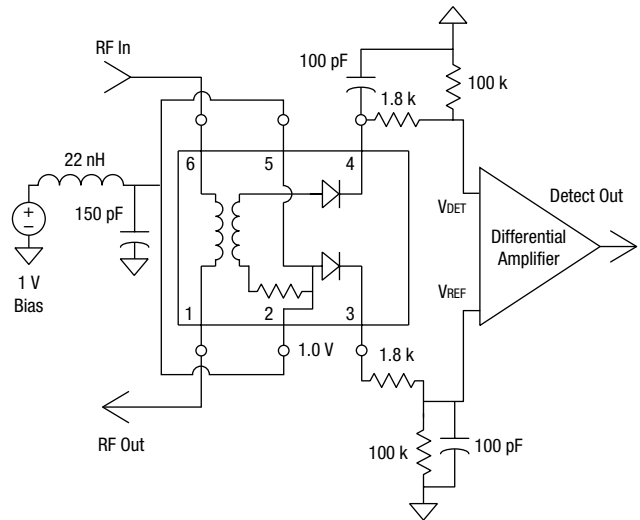 RF In
100 pF
1.8 k
100 k
22 nH
6
5
4
+
–
150 pF
1 V
Bias
VDET
Detect Out
Differential
Amplifier
VREF
1
2
3
1.0 V
1.8 k
RF Out
100 k
100 pF